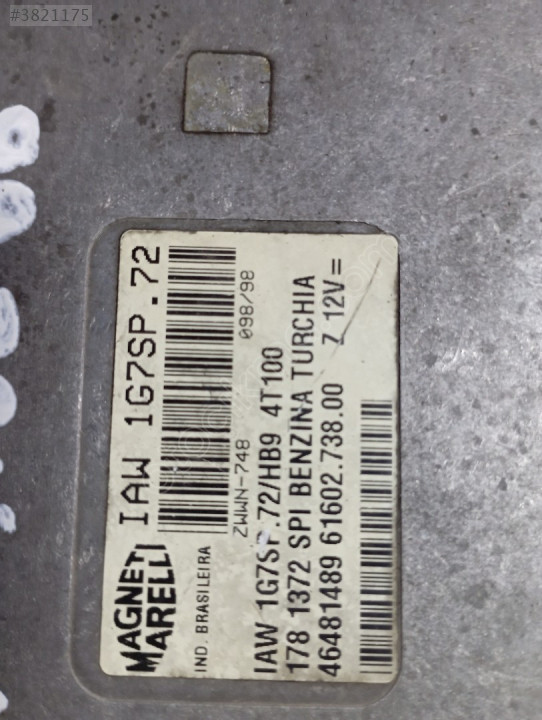 #3821175
MAGNETI MARELLI
IAW 1G7SP.72
IND. BRASILEIRA
ZWWN-748
098/98
IAW 1G7SP.72/HB9 4T100
178 1372 SPI BENZINA TURCHIA
46481489 61602.738.00 Z 12V=